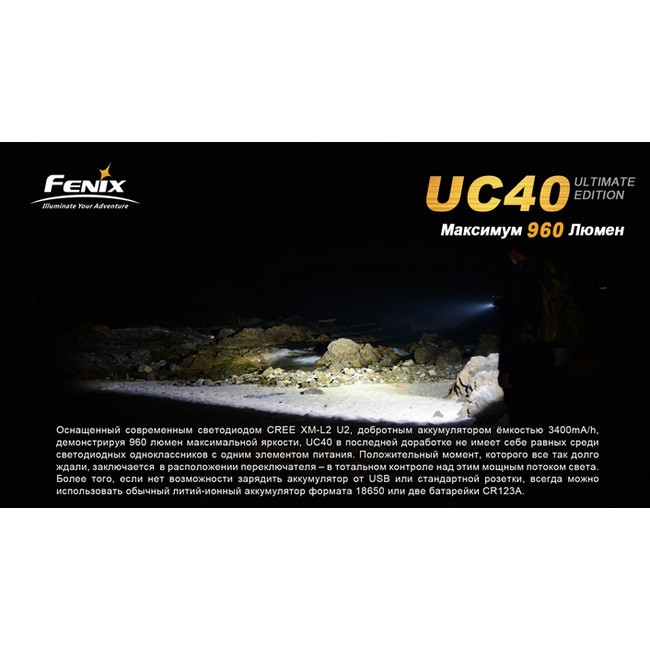 FENIX
Illuminate Your Adventure
UC40 ULTIMATE
EDITION
Максимум 960 Люмен
Оснащенный современным светодиодом CREE XM-L2 U2, добротным аккумулятором ёмкостью 3400mA/h,
демонстрируя 960 люмен максимальной яркости, UC40 в последней доработке не имеет себе равных среди
светодиодных одноклассников с одним элементом питания. Положительный момент, которого все так долго
ждали, заключается в расположении переключателя – в тотальном контроле над этим мощным потоком света.
Более того, если нет возможности зарядить аккумулятор от USB или стандартной розетки, всегда можно
использовать обычный литий-ионный аккумулятор формата 18650 или две батарейки CR123A.